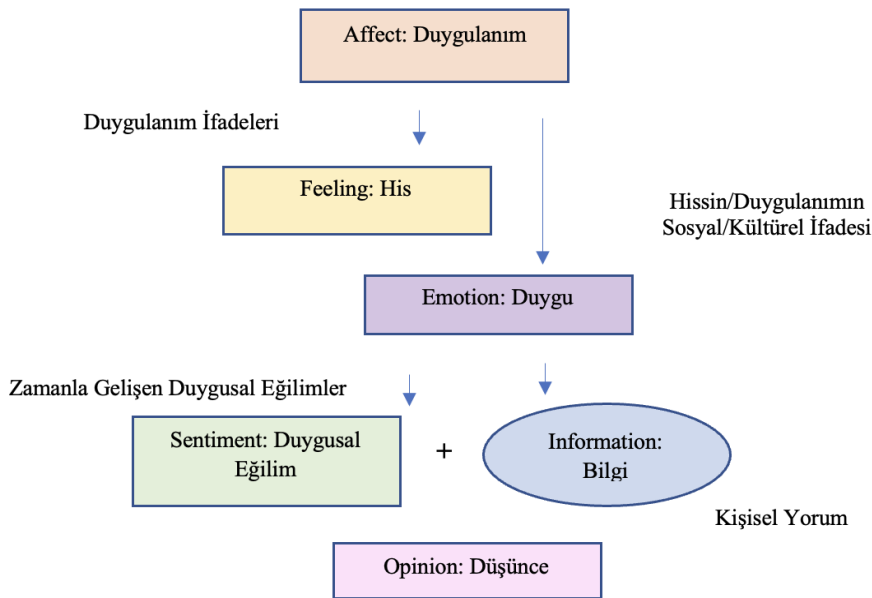 Affect: Duygulanım
Duygulanım İfadeleri
Feeling: His
Hissin/Duygulanımın
Sosyal/Kültürel İfadesi
Emotion: Duygu
Zamanla Gelişen Duygusal Eğilimler
Sentiment: Duygusal
Eğilim
+
Information:
Bilgi
Kişisel Yorum
Opinion: Düşünce